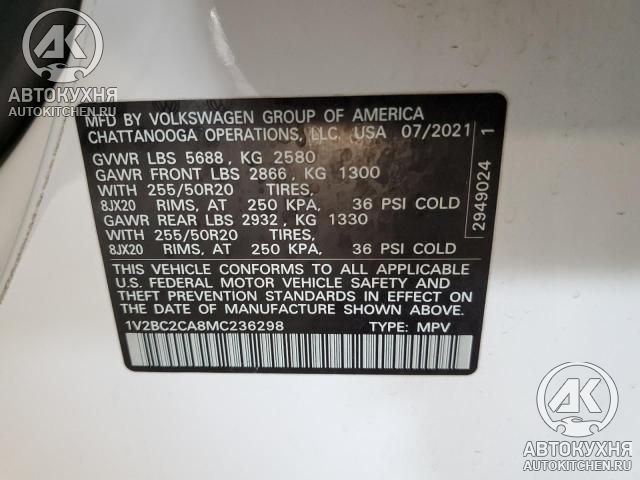 AK
АВТОКУХНЯ
AUTOKITCHEN.RU
MFD BY VOLKSWAGEN GROUP OF AMERICA
CHATTANOOGA OPERATIONS, LLC. USA 07/2021
GVWR LBS 5688, KG 2580
GAWR FRONT LBS 2866, KG 1300
WITH 255/50R20 TIRES,
8JX20 RIMS, AT 250 KPA, 36 PSI COLD
GAWR REAR LBS 2932, KG 1330
WITH 255/50R20 TIRES,
8JX20 RIMS, AT 250 KPA, 36 PSI COLD
THIS VEHICLE CONFORMS TO ALL APPLICABLE
U.S. FEDERAL MOTOR VEHICLE SAFETY AND
THEFT PREVENTION STANDARDS IN EFFECT ON
THE DATE OF MANUFACTURE SHOWN ABOVE.
1V2BC2CA8MC236298 TYPE: MPV
2949024 1
AK
АВТОКУХНЯ
AUTOKITCHEN.RU